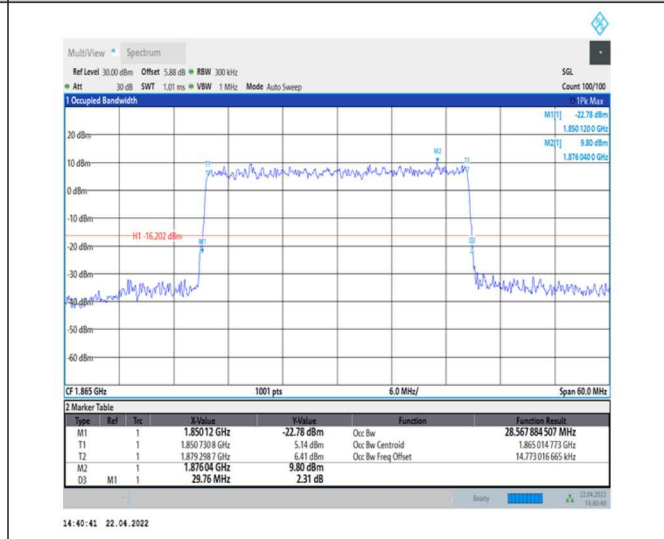 MultiView Spectrum
Ref Level 30.00 dBm Offset 5.88 dB RBW 300 kHz SGL
Att 30 dB SWT 1.01 ms VBW 1 MHz Mode Auto Sweep Count 100/100
1 Occupied Bandwidth 1Pk Max
M1[1] -22.78 dBm
1.850 120 0 GHz
M2[1] 9.80 dBm
1.876 040 0 GHz
20 dBm
M2
T2 T3
10 dBm
0 dBm
-10 dBm
H1 -16.202 dBm
M1 D3
-20 dBm
-30 dBm
-40 dBm
-50 dBm
-60 dBm
CF 1.865 GHz 1001 pts 6.0 MHz/ Span 60.0 MHz
2 Marker Table
Type Ref Trc X-Value Y-Value Function Function Result
M1 1 1.85012 GHz -22.78 dBm Occ Bw 28.567 884 507 MHz
T1 1 1.850 730 8 GHz 5.14 dBm Occ Bw Centroid 1.865 014 773 GHz
T2 1 1.879 298 7 GHz 6.41 dBm Occ Bw Freq Offset 14.773 016 665 kHz
M2 1 1.87604 GHz 9.80 dBm
D3 M1 1 29.76 MHz 2.31 dB
Ready 22.04.2022
14:40:40
14:40:41 22.04.2022